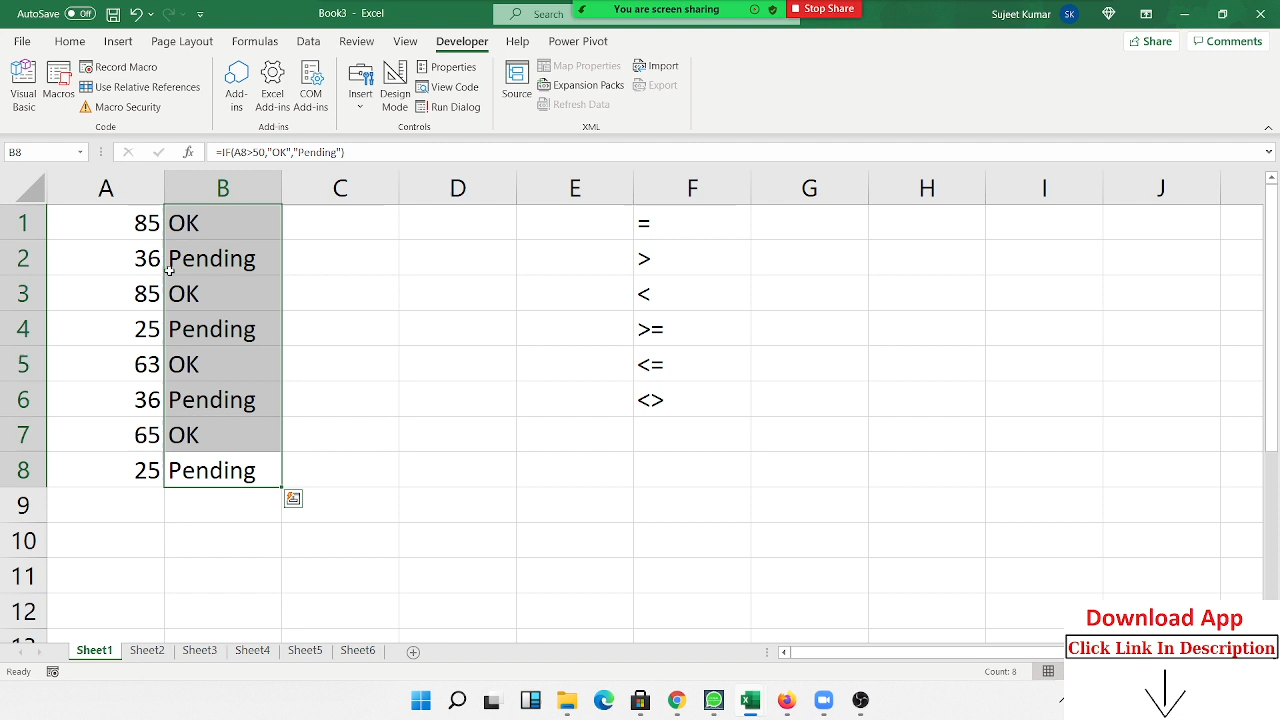 AutoSave Off Book3 - Excel Search You are screen sharing Stop Share Sujeet Kumar SK
File Home Insert Page Layout Formulas Data Review View Developer Help Power Pivot Share Comments
Visual Basic Macros Record Macro Use Relative References Macro Security Code
Add-ins Excel Add-ins COM Add-ins Add-ins
Insert Design Mode Properties View Code Run Dialog Controls
Source Map Properties Expansion Packs Refresh Data Import Export XML
B8 fx =IF(A8>50,"OK","Pending")
A B C D E F G H I J
1 85 OK =
2 36 Pending >
3 85 OK <
4 25 Pending >=
5 63 OK <=
6 36 Pending <>
7 65 OK
8 25 Pending
9
10
11
12
13
Download App
Click Link In Description
Sheet1 Sheet2 Sheet3 Sheet4 Sheet5 Sheet6
Ready Count: 8